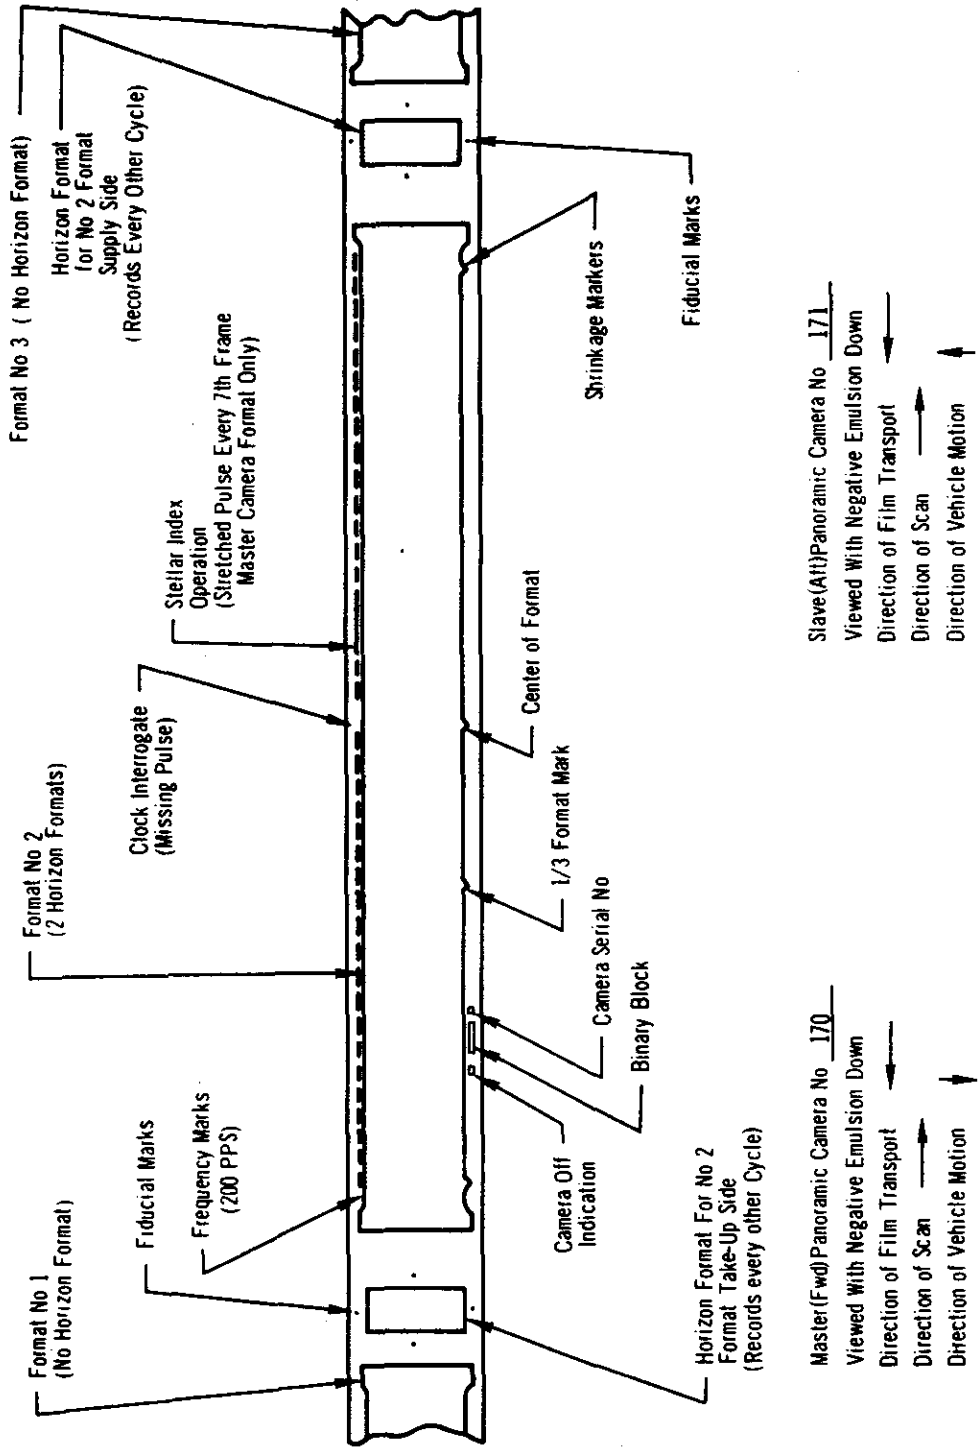 Format No 1
(No Horizon Format)
Fiducial Marks
Frequency Marks
(200 PPS)
Format No 2
(2 Horizon Formats)
Clock Interrogate
(Missing Pulse)
Stellar Index
Operation
(Stretched Pulse Every 7th Frame
Master Camera Format Only)
Format No 3 ( No Horizon Format)
Horizon Format
for No 2 Format
Supply Side
(Records Every Other Cycle)
Horizon Format For No 2
Format Take-Up Side
(Records every other Cycle)
Camera Off
Indication
Binary Block
Camera Serial No
1/3 Format Mark
Center of Format
Shrinkage Markers
Fiducial Marks
Master(Fwd)Panoramic Camera No 170
Viewed With Negative Emulsion Down
Direction of Film Transport
Direction of Scan
Direction of Vehicle Motion
Slave(Aft)Panoramic Camera No 171
Viewed With Negative Emulsion Down
Direction of Film Transport
Direction of Scan
Direction of Vehicle Motion